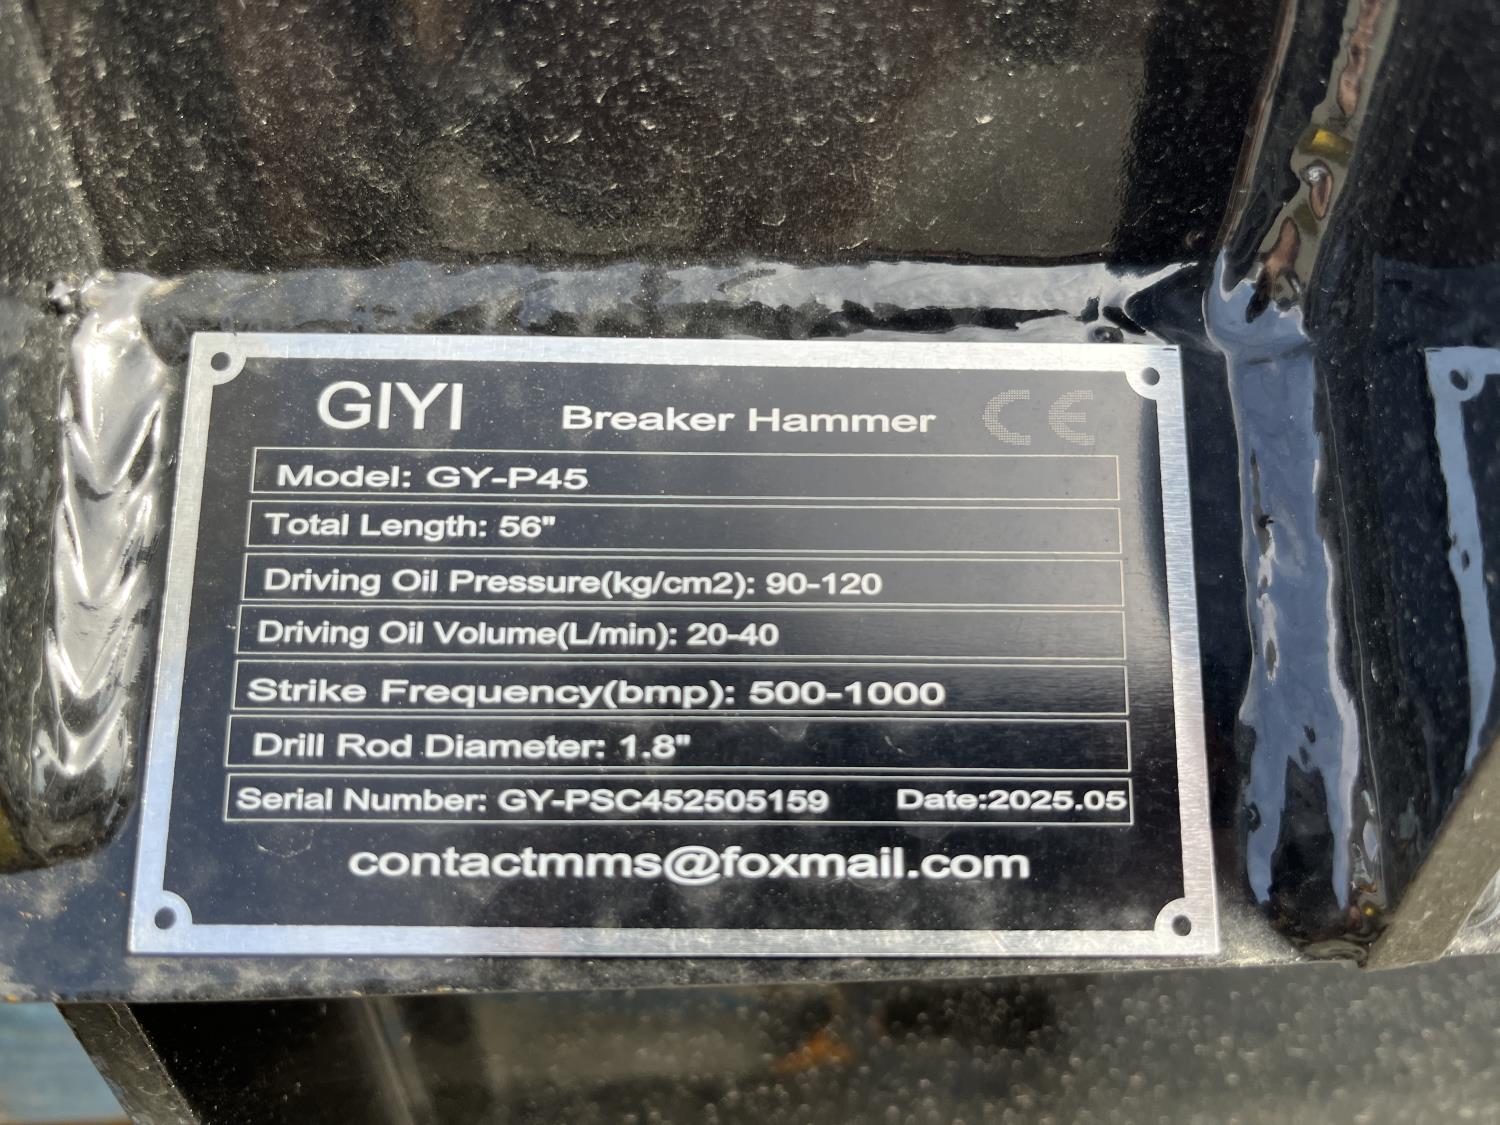 GIYI Breaker Hammer CE
Model: GY-P45
Total Length: 56"
Driving Oil Pressure(kg/cm2): 90-120
Driving Oil Volume(L/min): 20-40
Strike Frequency(bmp): 500-1000
Drill Rod Diameter: 1.8"
Serial Number: GY-PSC452505159 Date:2025.05
contactmms@foxmail.com